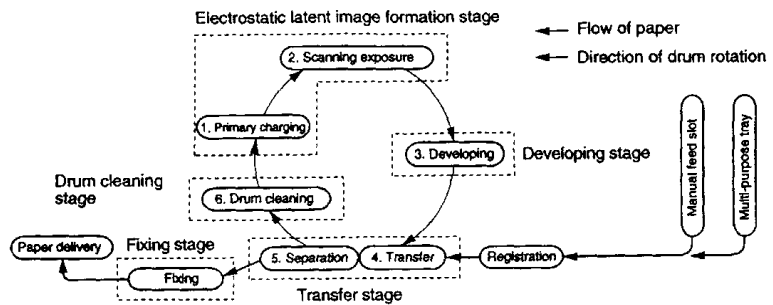 Electrostatic latent image formation stage
Flow of paper
2. Scanning exposure
Direction of drum rotation
1. Primary charging
3. Developing
Developing stage
Manual feed slot
Multi-purpose tray
Drum cleaning
stage
6. Drum cleaning
Fixing stage
Paper delivery
5. Separation
4. Transfer
Registration
Fixing
Transfer stage